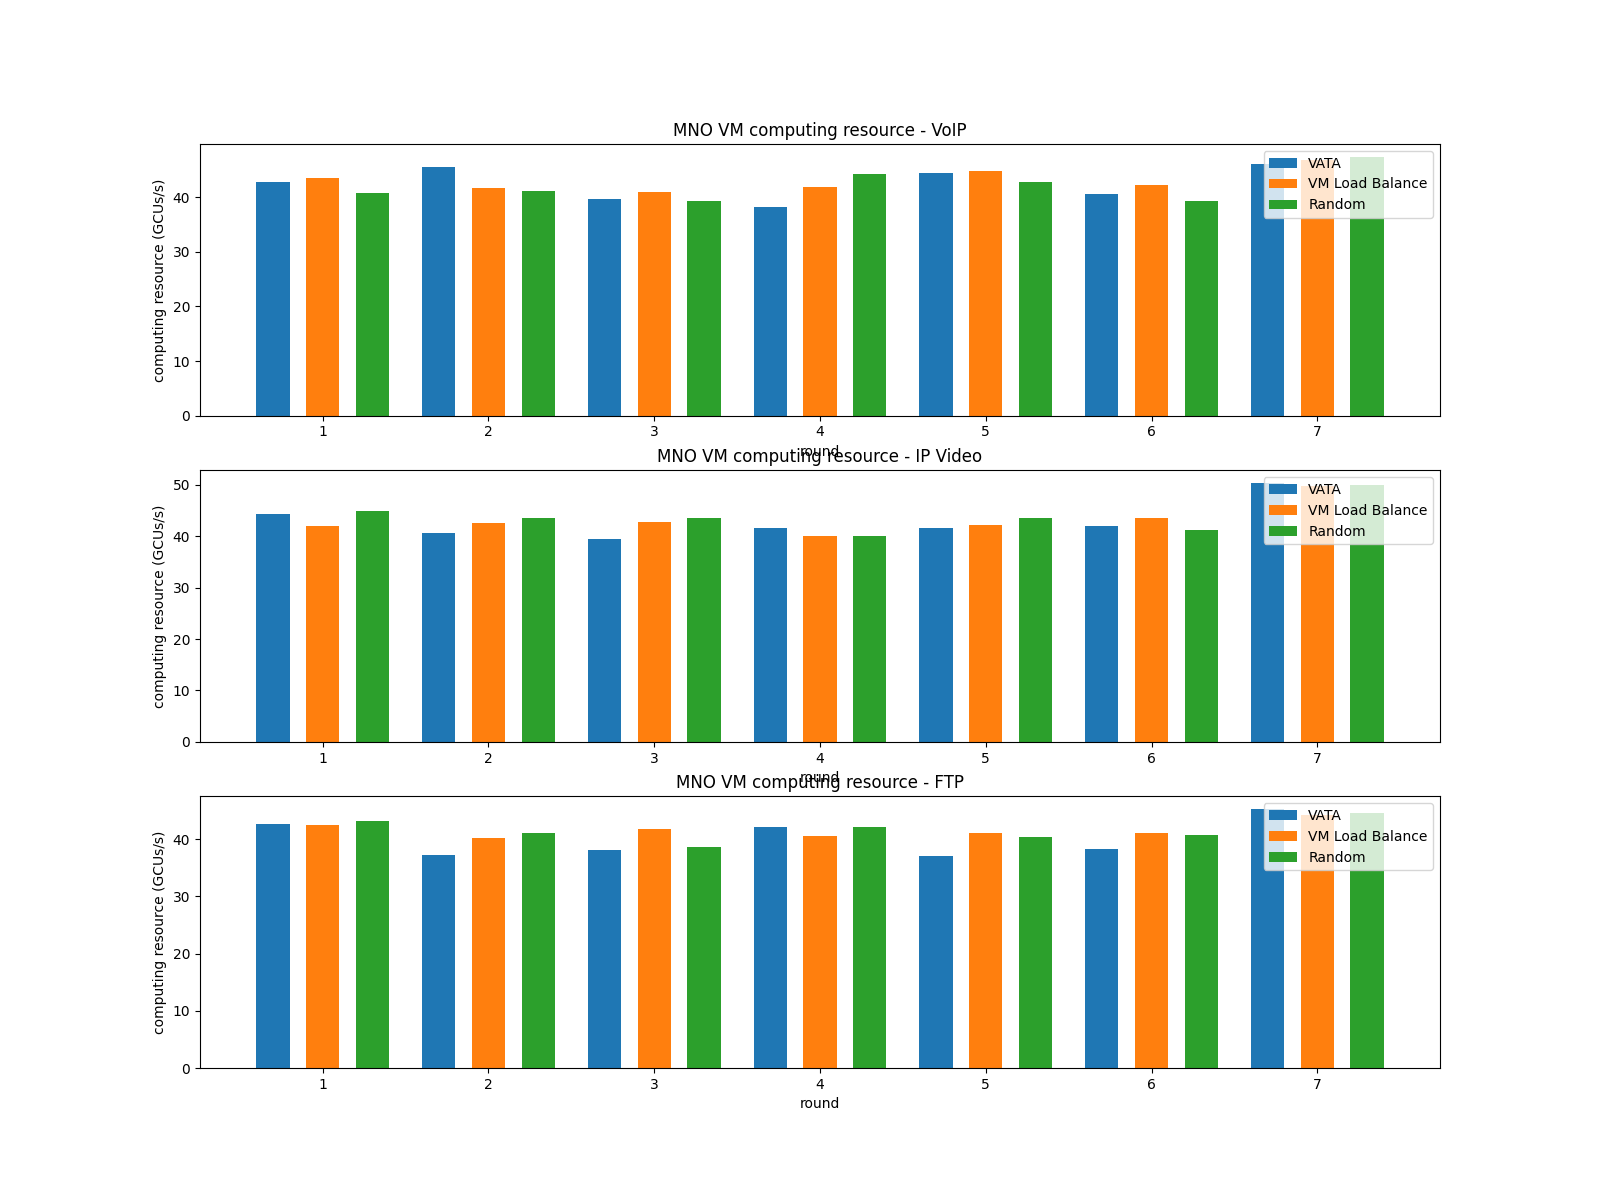 MNO VM computing resource - VoIP
computing resource (GCUs/s)
40
30
20
10
0
VATA
VM Load Balance
Random
1 2 3 4 5 6 7
round
MNO VM computing resource - IP Video
computing resource (GCUs/s)
50
40
30
20
10
0
VATA
VM Load Balance
Random
1 2 3 4 5 6 7
round
MNO VM computing resource - FTP
computing resource (GCUs/s)
40
30
20
10
0
VATA
VM Load Balance
Random
1 2 3 4 5 6 7
round